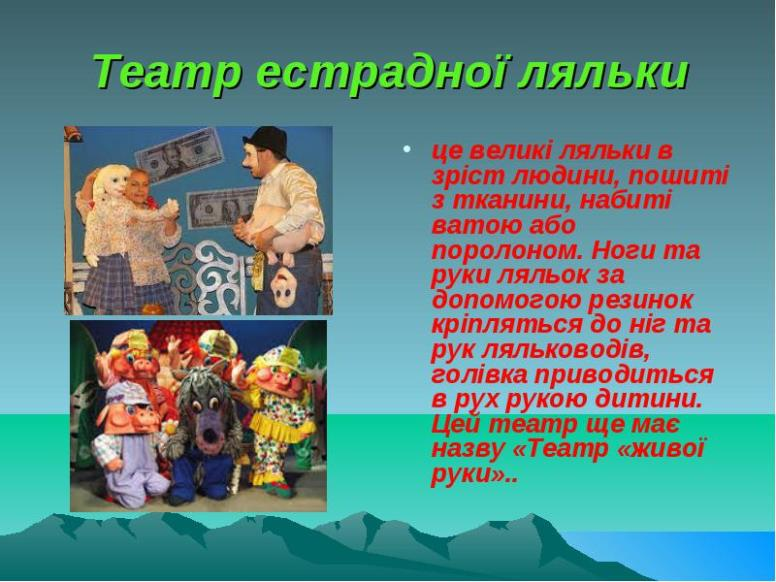 Театр естрадної ляльки
• це великі ляльки в
зріст людини, пошиті
з тканини, набиті
ватою або
поролоном. Ноги та
руки ляльок за
допомогою резинок
кріпляться до ніг та
рук ляльководів,
голівка приводиться
в рух рукою дитини.
Цей театр ще має
назву «Театр «живої
руки»..